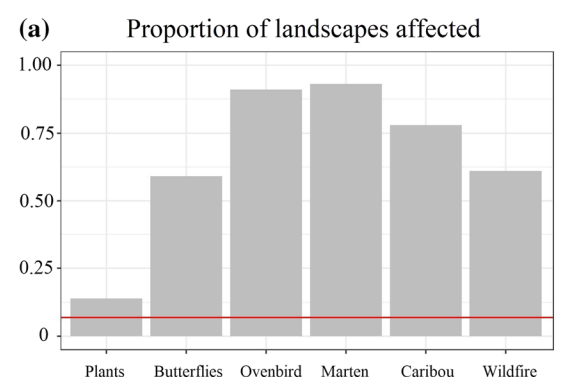 (a) Proportion of landscapes affected
1.00
0.75
0.50
0.25
0
Plants Butterflies Ovenbird Marten Caribou Wildfire